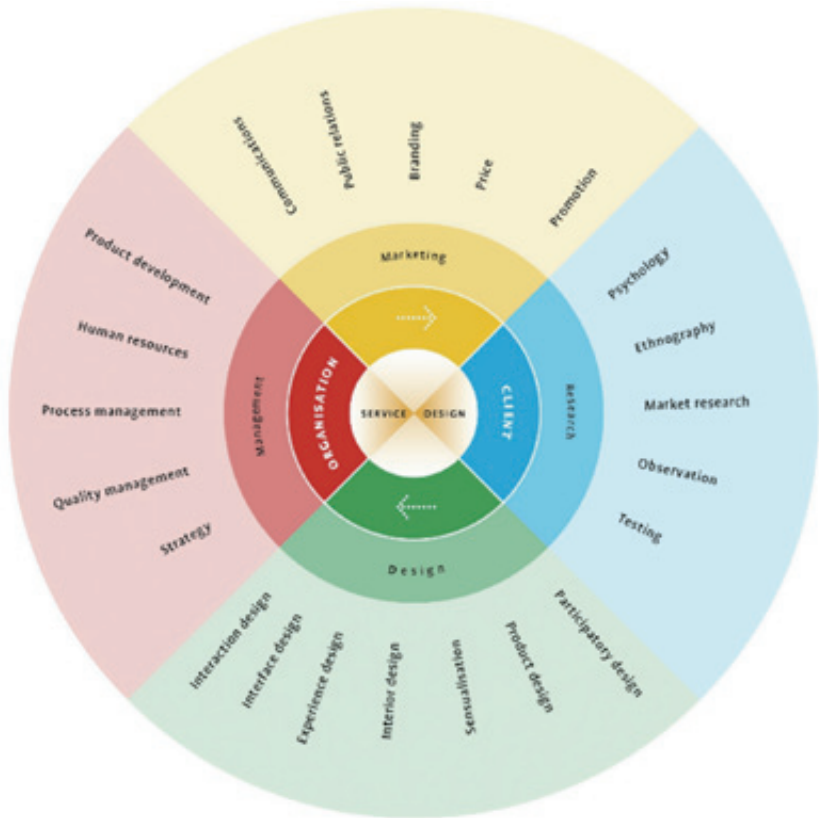 Communications
Public relations
Branding
Price
Promotion
Marketing
Psychology
Ethnography
Market research
Observation
Testing
Research
CLIENT
Product development
Human resources
Process management
Quality management
Strategy
Management
ORGANISATION
SERVICE DESIGN
Design
Interaction design
Interface design
Experience design
Interior design
Sensualisation
Product design
Participatory design